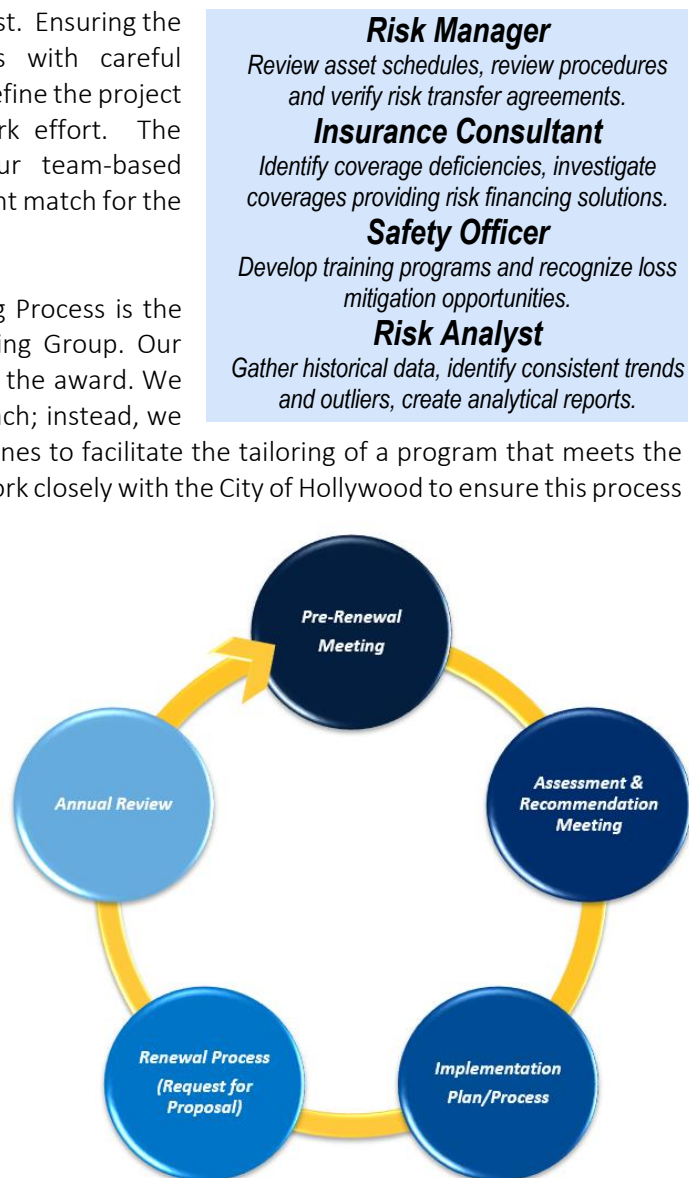 st. Ensuring the
s with careful
efine the project
rk effort. The
ur team-based
nt match for the
g Process is the
ing Group. Our
the award. We
ach; instead, we
nes to facilitate the tailoring of a program that meets the
ork closely with the City of Hollywood to ensure this process
Risk Manager
Review asset schedules, review procedures
and verify risk transfer agreements.
Insurance Consultant
Identify coverage deficiencies, investigate
coverages providing risk financing solutions.
Safety Officer
Develop training programs and recognize loss
mitigation opportunities.
Risk Analyst
Gather historical data, identify consistent trends
and outliers, create analytical reports.
Pre-Renewal
Meeting
Assessment &
Recommendation
Meeting
Implementation
Plan/Process
Renewal Process
(Request for
Proposal)
Annual Review